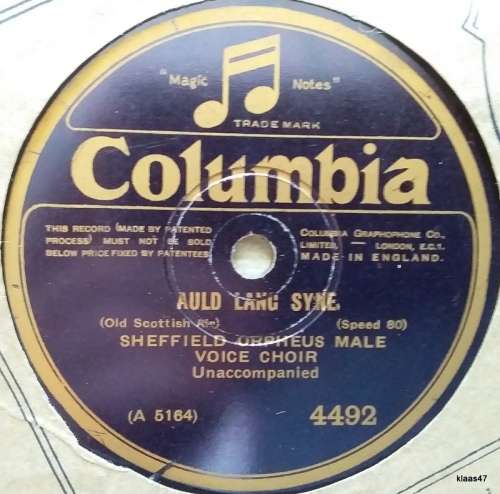 "Magic Notes"
TRADE MARK
Columbia
THIS RECORD (MADE BY PATENTED
PROCESS) MUST NOT BE SOLD
BELOW PRICE FIXED BY PATENTEES
COLUMBIA GRAPHOPHONE CO.,
LIMITED, — LONDON, E.C.1.
MADE IN ENGLAND.
AULD LANG SYNE.
(Old Scottish Air)
(Speed 80)
SHEFFIELD ORPHEUS MALE
VOICE CHOIR
Unaccompanied
(A 5164)
4492
klaas47